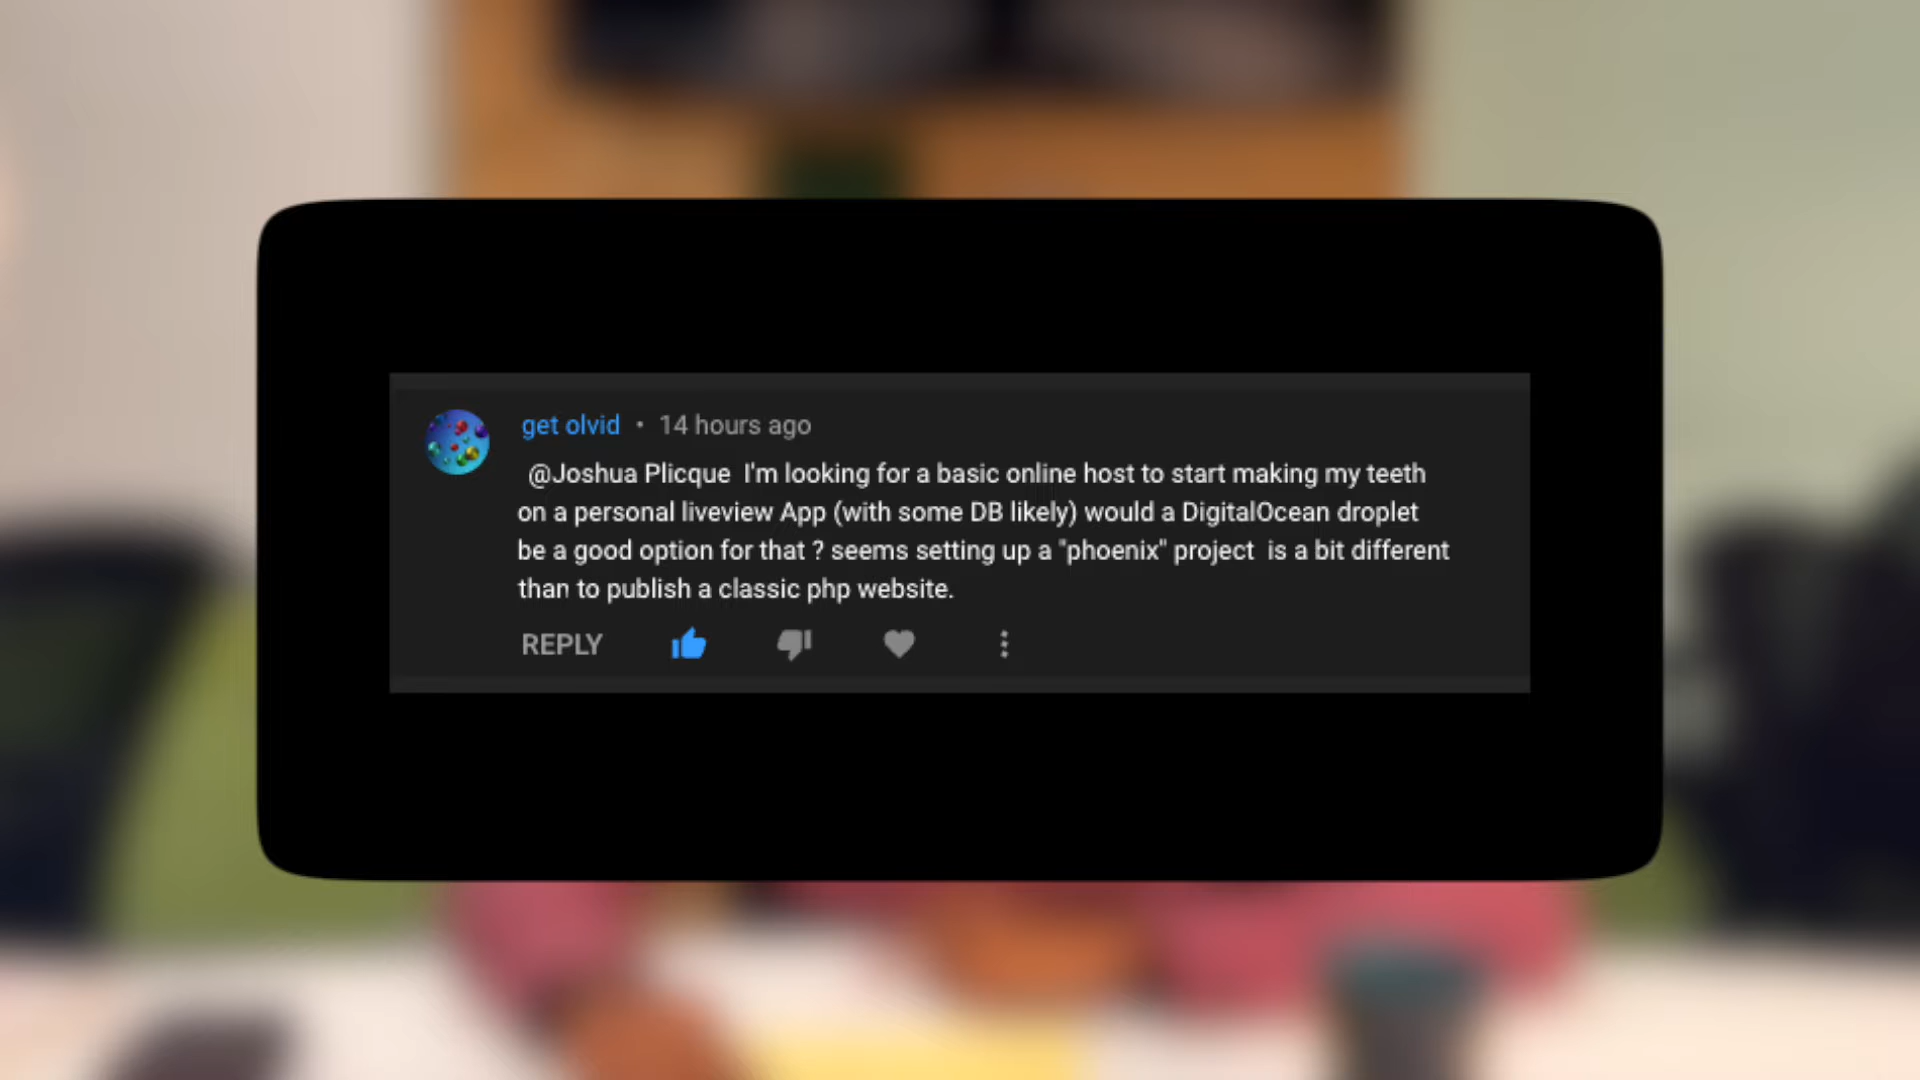 get olvid • 14 hours ago
@Joshua Plicque I'm looking for a basic online host to start making my teeth
on a personal liveview App (with some DB likely) would a DigitalOcean droplet
be a good option for that ? seems setting up a "phoenix" project is a bit different
than to publish a classic php website.
REPLY